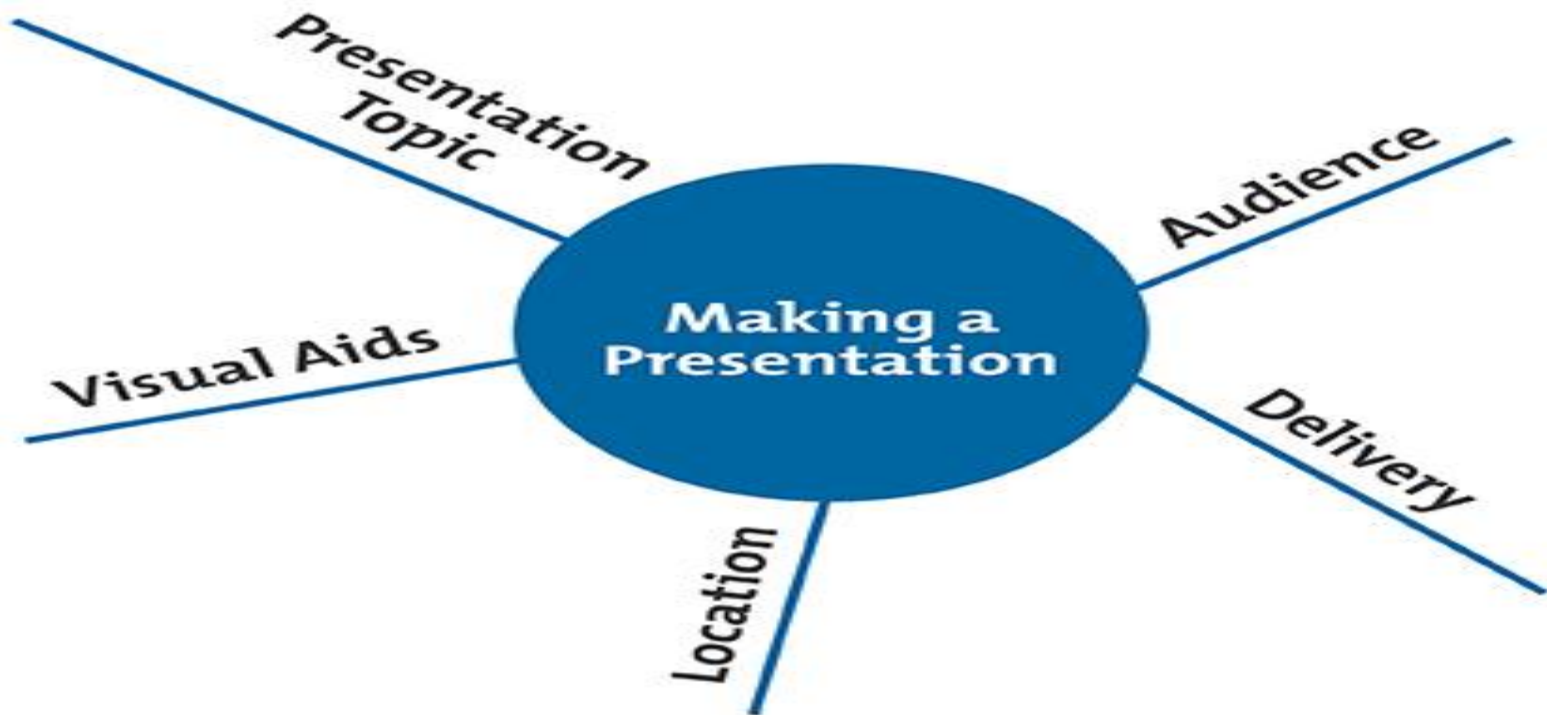 Presentation
Topic
Audience
Making a
Presentation
Visual Aids
Delivery
Location